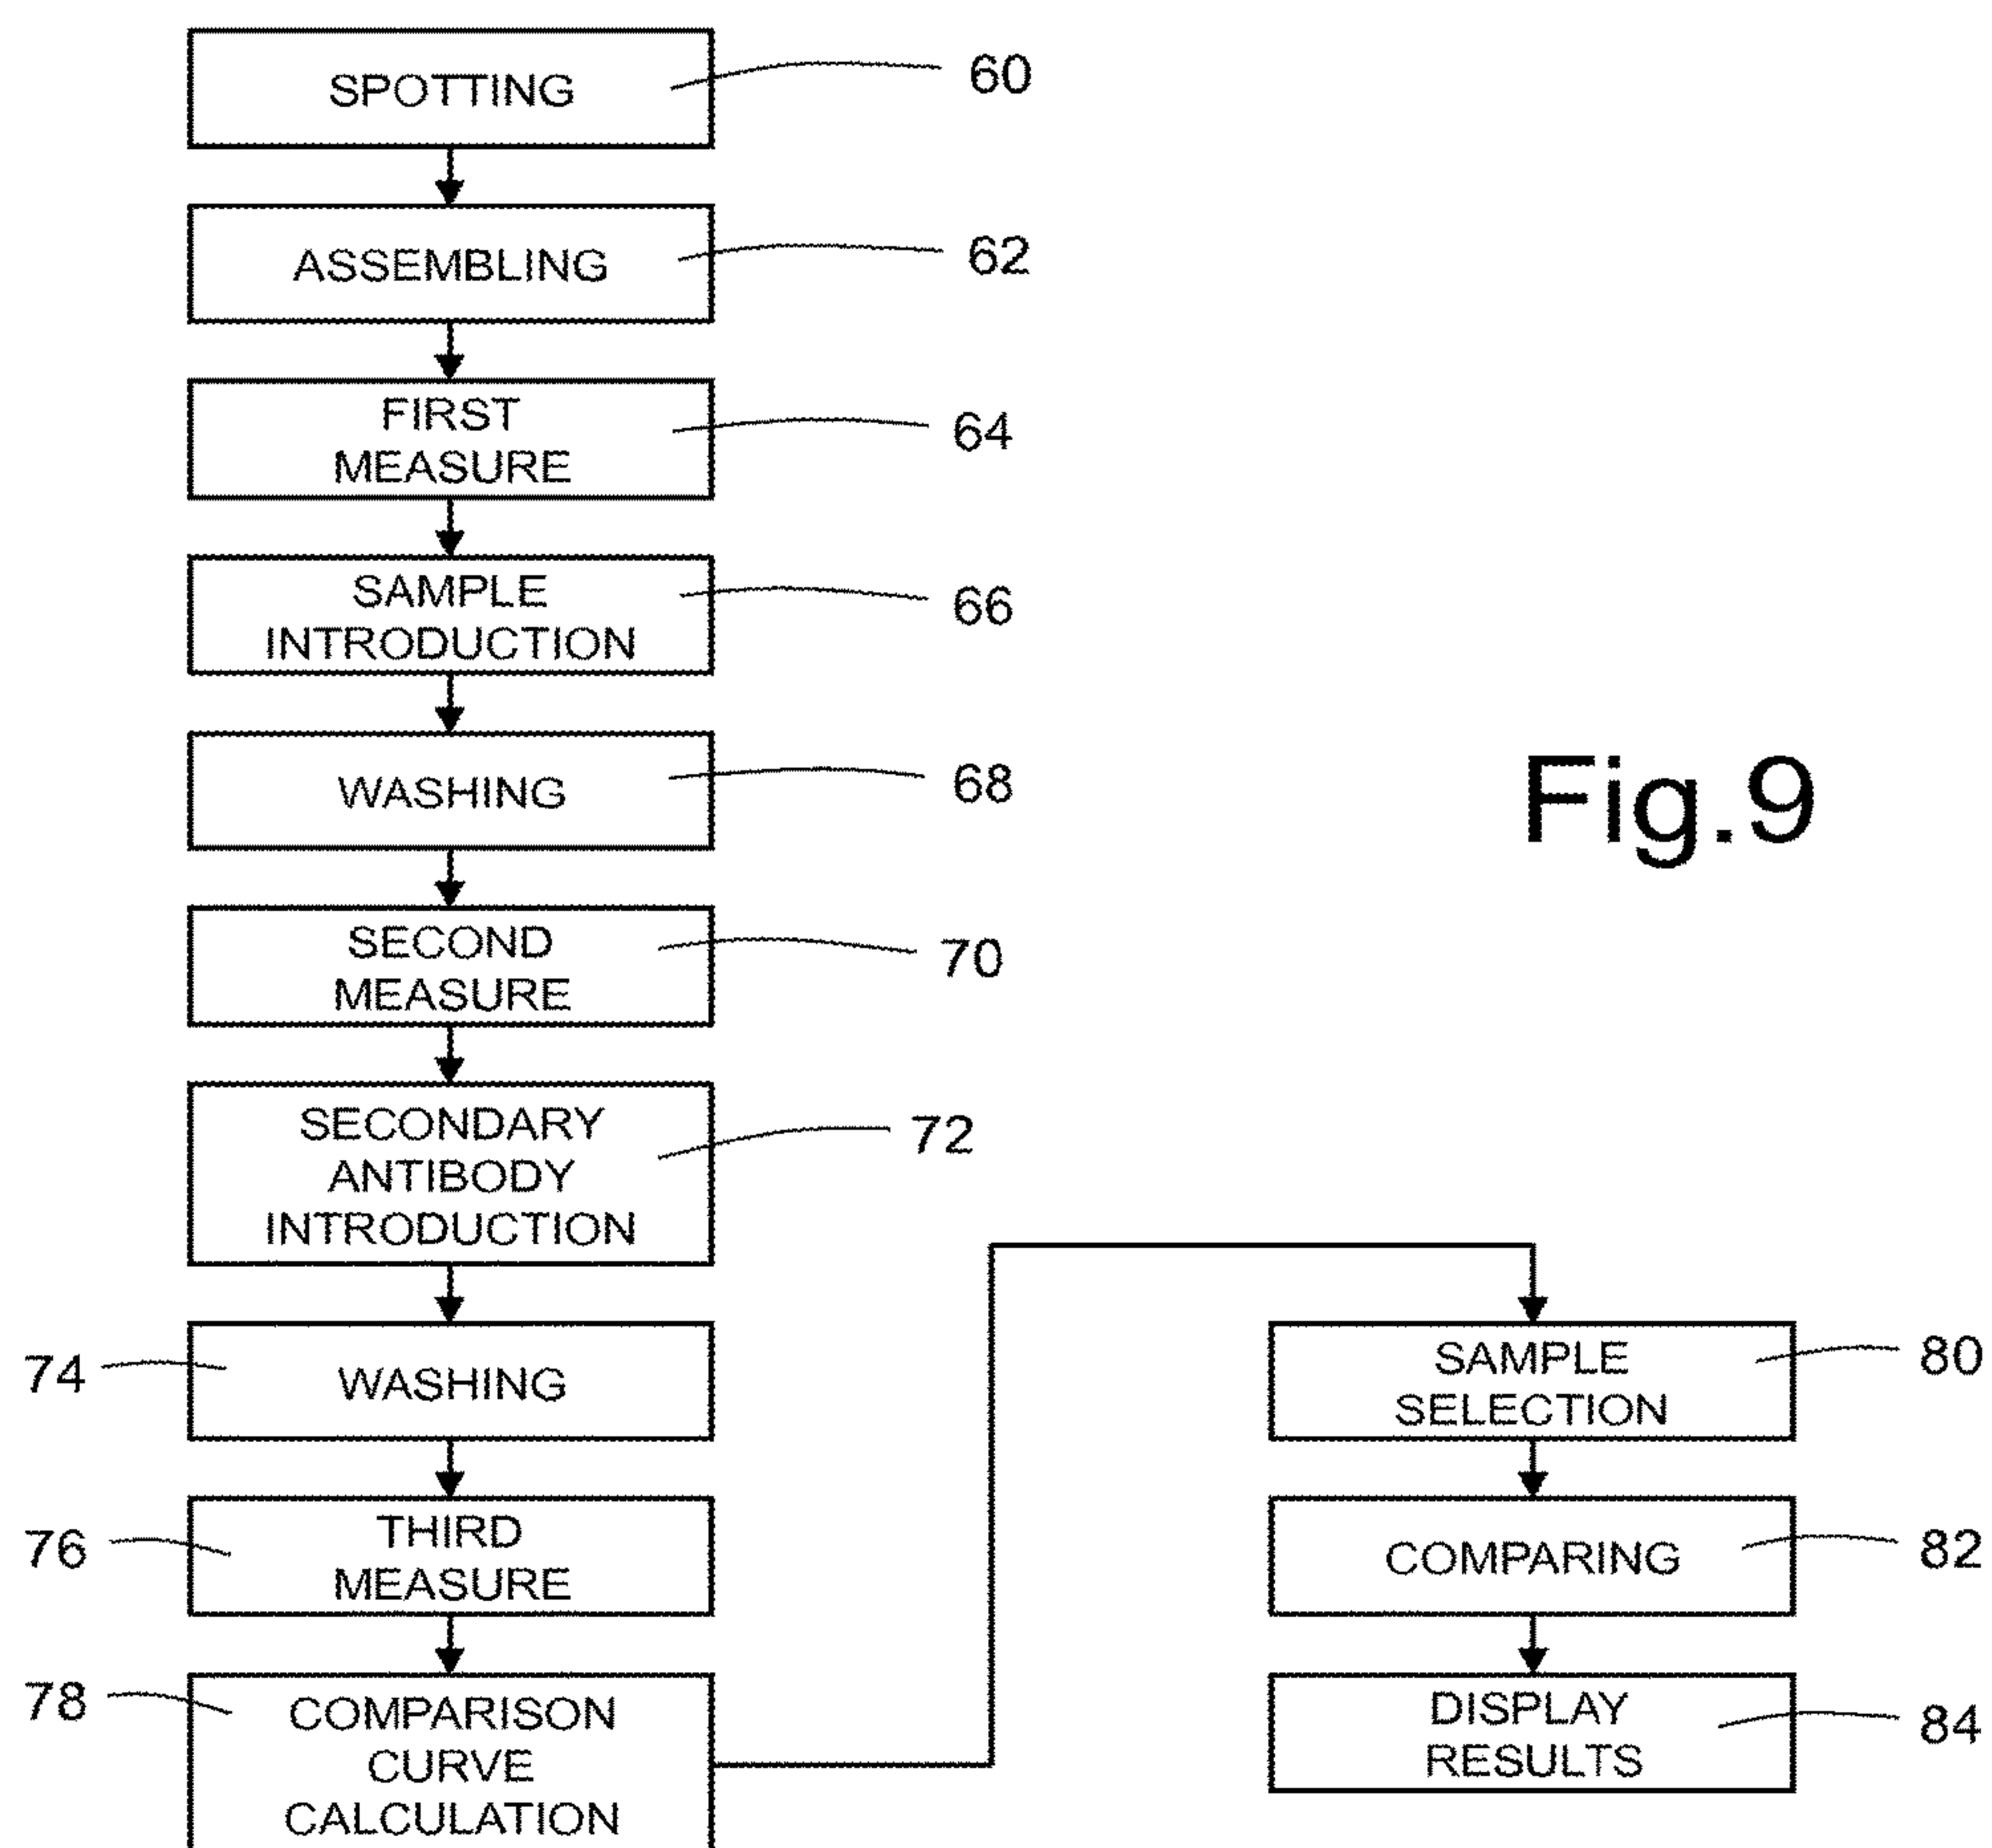 SPOTTING
60
ASSEMBLING
62
FIRST
MEASURE
64
SAMPLE
INTRODUCTION
66
WASHING
68
SECOND
MEASURE
70
SECONDARY
ANTIBODY
INTRODUCTION
72
WASHING
74
THIRD
MEASURE
76
COMPARISON
CURVE
CALCULATION
78
SAMPLE
SELECTION
80
COMPARING
82
DISPLAY
RESULTS
84
Fig.9